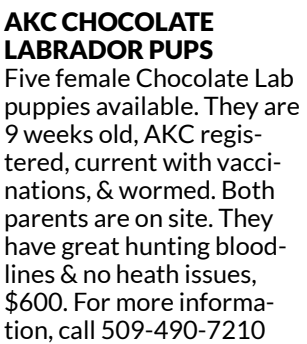 AKC CHOCOLATE
LABRADOR PUPS
Five female Chocolate Lab
puppies available. They are
9 weeks old, AKC regis-
tered, current with vacci-
nations, & wormed. Both
parents are on site. They
have great hunting blood-
lines & no heath issues,
$600. For more informa-
tion, call 509-490-7210